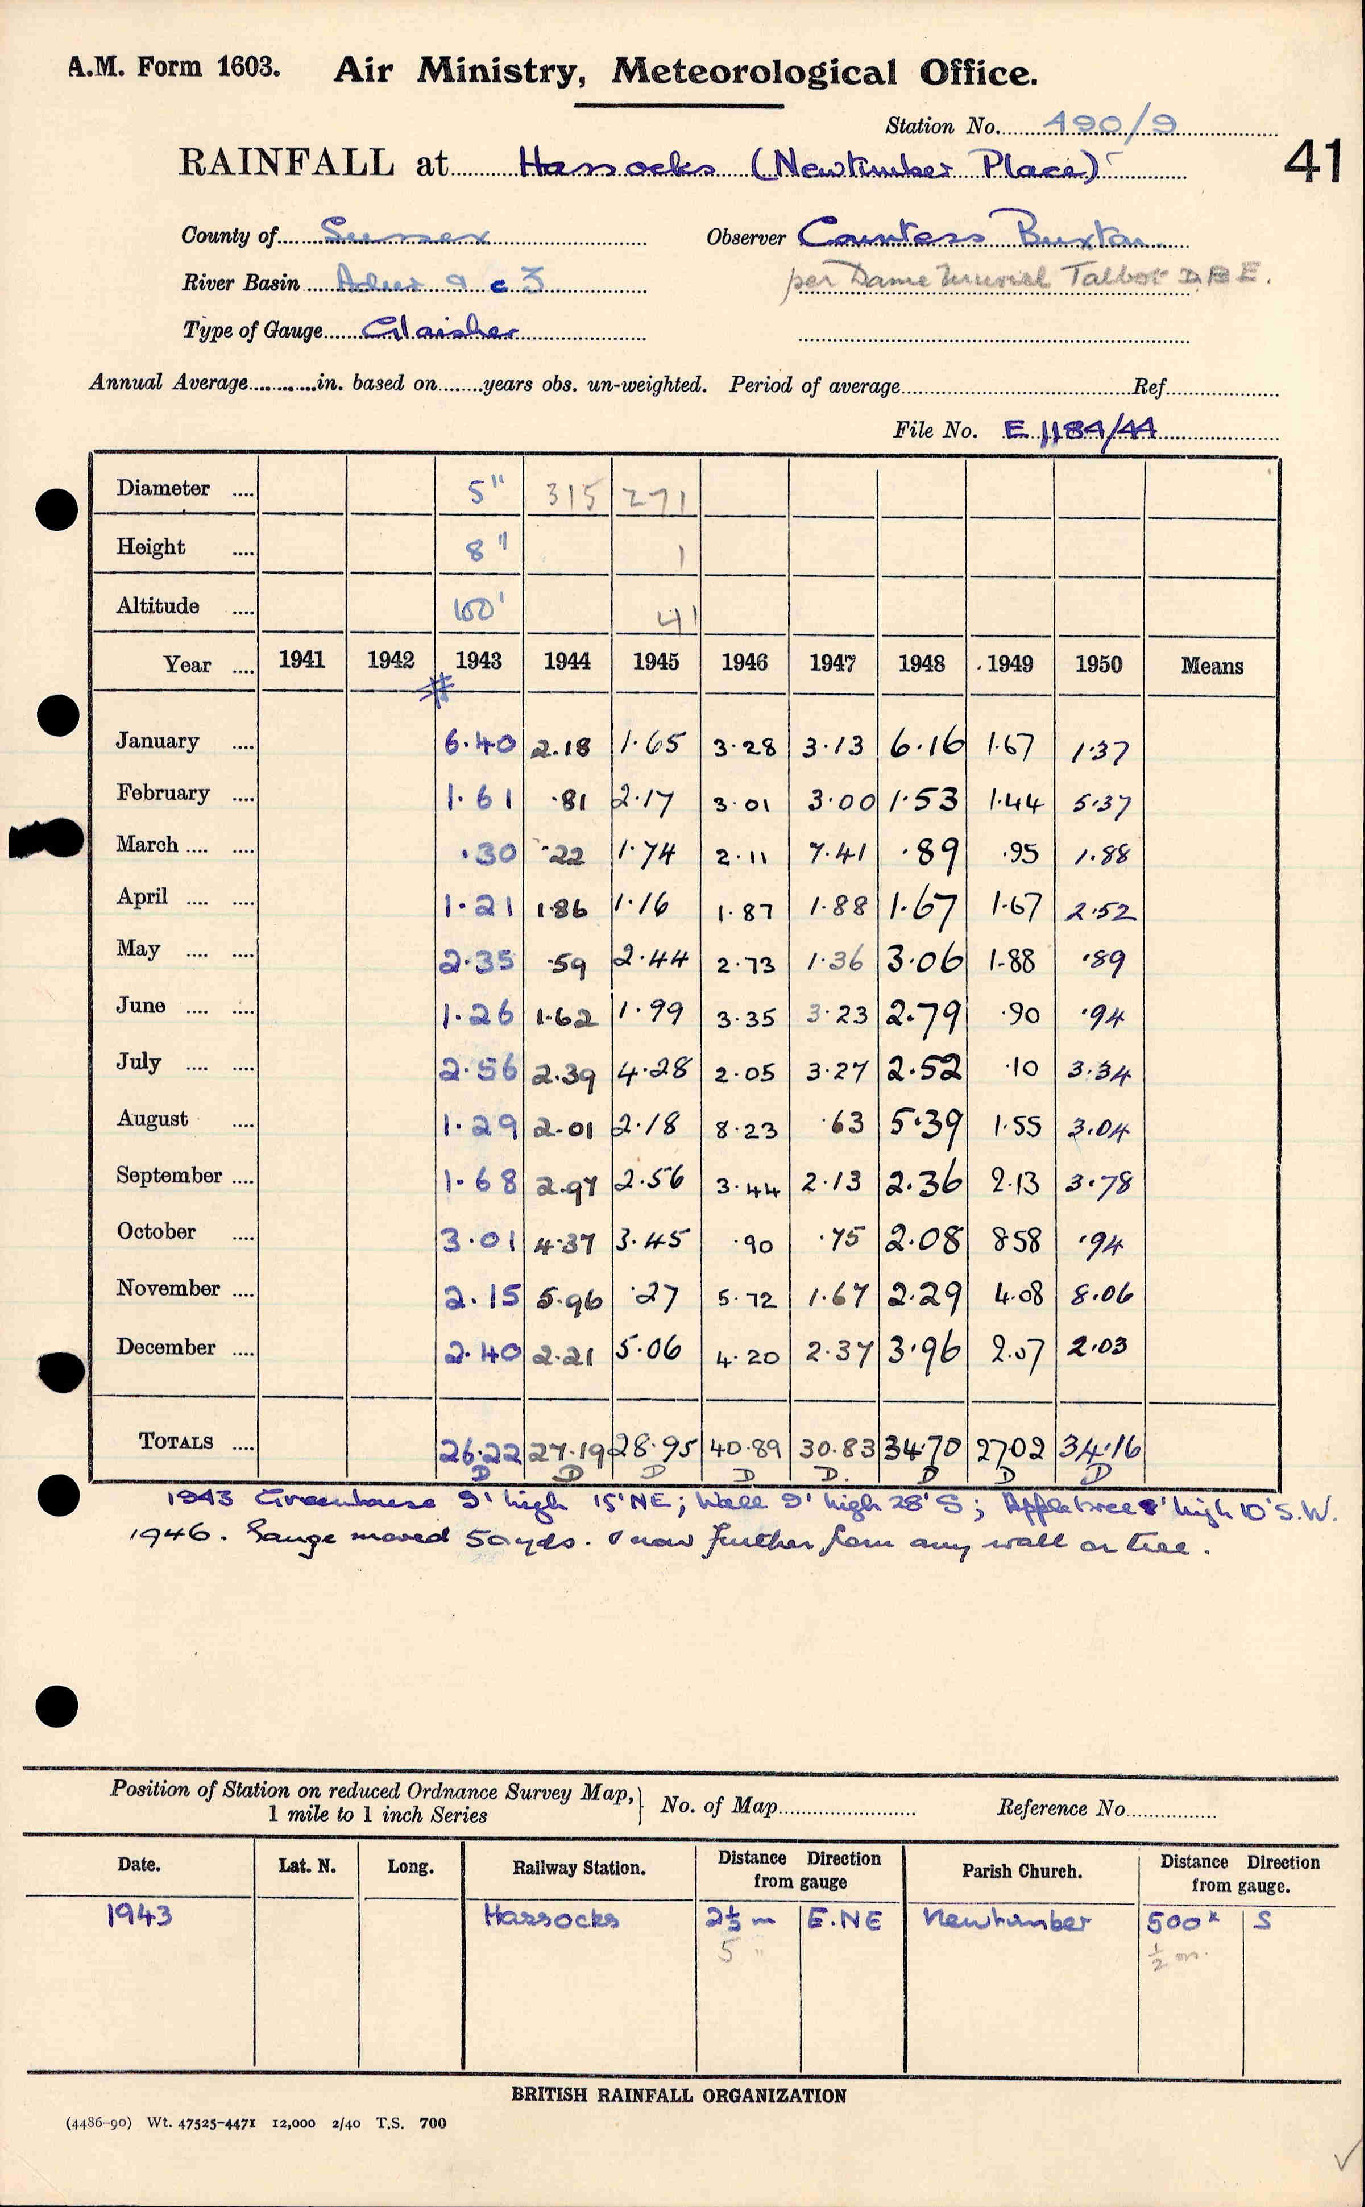 A.M. Form 1603. Air Ministry, Meteorological Office.
Station No. 490/9
41
RAINFALL at Hassocks (Newtimber Place)
County of Sussex Observer Countess Buxton
River Basin Adur a c 3 per Dame Muriel Talbot D.B.E.
Type of Gauge Glaisher
Annual Average in. based on years obs. un-weighted. Period of average Ref
File No. E 1184/44
Diameter 5" 315 271
Height 8" 1
Altitude 100' 41
Year 1941 1942 1943 1944 1945 1946 1947 1948 1949 1950 Means
January 6.40 2.18 1.65 3.28 3.13 6.16 1.67 1.37
February 1.61 .81 2.17 3.01 3.00 1.53 1.44 5.37
March .30 .22 1.74 2.11 7.41 .89 .95 1.88
April 1.21 1.86 1.16 1.87 1.88 1.67 1.67 2.52
May 2.35 .59 2.44 2.73 1.36 3.06 1.88 .89
June 1.26 1.62 1.99 3.35 3.23 2.79 .90 .94
July 2.56 2.39 4.28 2.05 3.27 2.52 .10 3.34
August 1.29 2.01 2.18 8.23 .63 5.39 1.55 3.04
September 1.68 2.97 2.56 3.44 2.13 2.36 2.13 3.78
October 3.01 4.37 3.45 .90 .75 2.08 858 .94
November 2.15 5.96 .27 5.72 1.67 2.29 4.08 8.06
December 2.40 2.21 5.06 4.20 2.37 3.96 2.07 2.03
TOTALS 26.22 27.19 28.95 40.89 30.83 34.70 2702 34.16
D D D D D. D D D
1943 Greenhouse 9' high 15' NE; Wall 9' high 28' S; Apple tree 8' high 10' S.W.
1946. Gauge moved 50 yds. & now further from any wall or tree.
Position of Station on reduced Ordnance Survey Map, 1 mile to 1 inch Series No. of Map Reference No.
Date. Lat. N. Long. Railway Station. Distance Direction from gauge Parish Church. Distance Direction from gauge.
1943 Hassocks 2½ m E.NE Newtimber 500ˣ S
5 " ½ m.
BRITISH RAINFALL ORGANIZATION
(4486-90) Wt. 47525-4471 12,000 2/40 T.S. 700